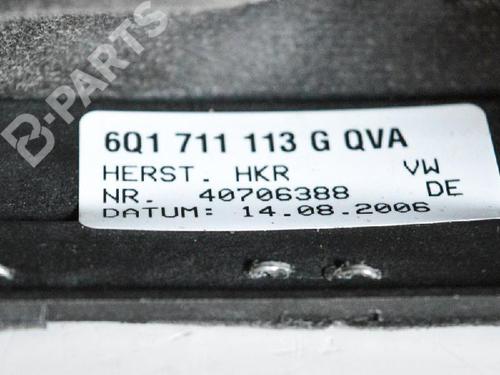 B-PARTS
6Q1 711 113 G QVA
HERST. HKR VW
NR. 40706388 DE
DATUM: 14.08.2006